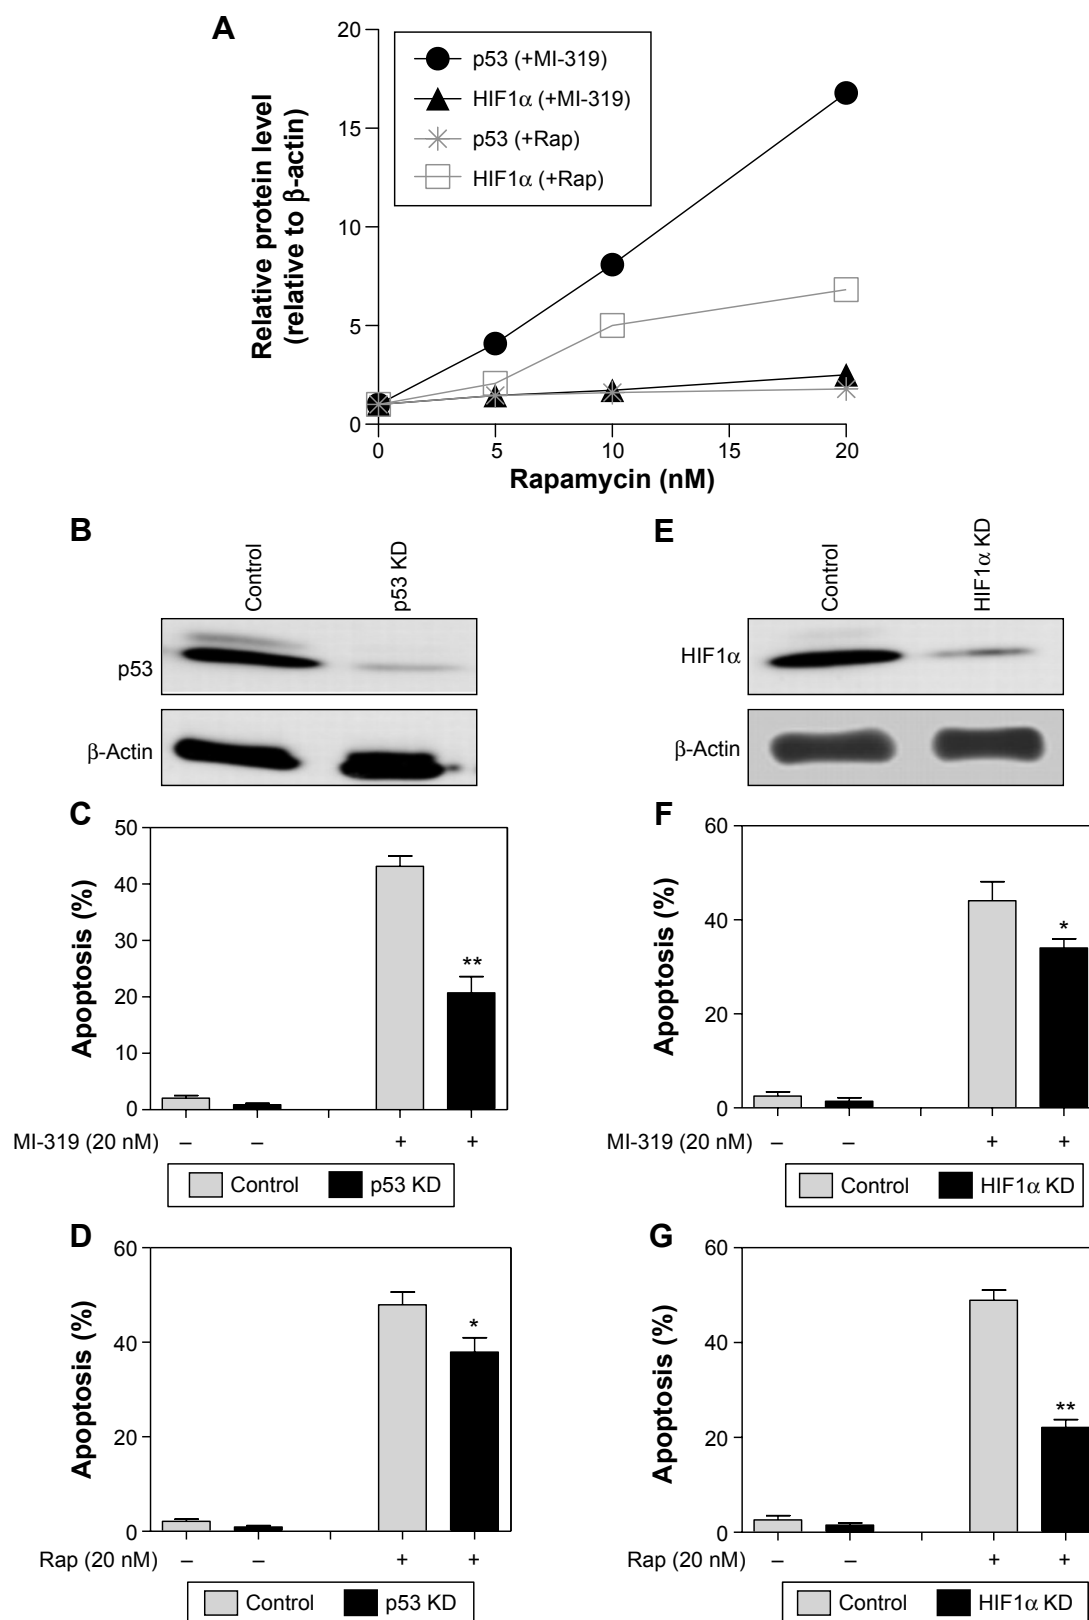 A
Relative protein level
(relative to β-actin)
20
15
10
5
0
p53 (+MI-319)
HIF1α (+MI-319)
p53 (+Rap)
HIF1α (+Rap)
0 5 10 15 20
Rapamycin (nM)
B
Control
p53 KD
p53
β-Actin
E
Control
HIF1α KD
HIF1α
β-Actin
C
Apoptosis (%)
50
40
30
20
10
0
**
MI-319 (20 nM) – – + +
Control p53 KD
F
Apoptosis (%)
60
40
20
0
*
– – + +
Control HIF1α KD
D
Apoptosis (%)
60
40
20
0
*
Rap (20 nM) – – + +
Control p53 KD
G
Apoptosis (%)
60
40
20
0
**
Rap (20 nM) – – + +
Control HIF1α KD